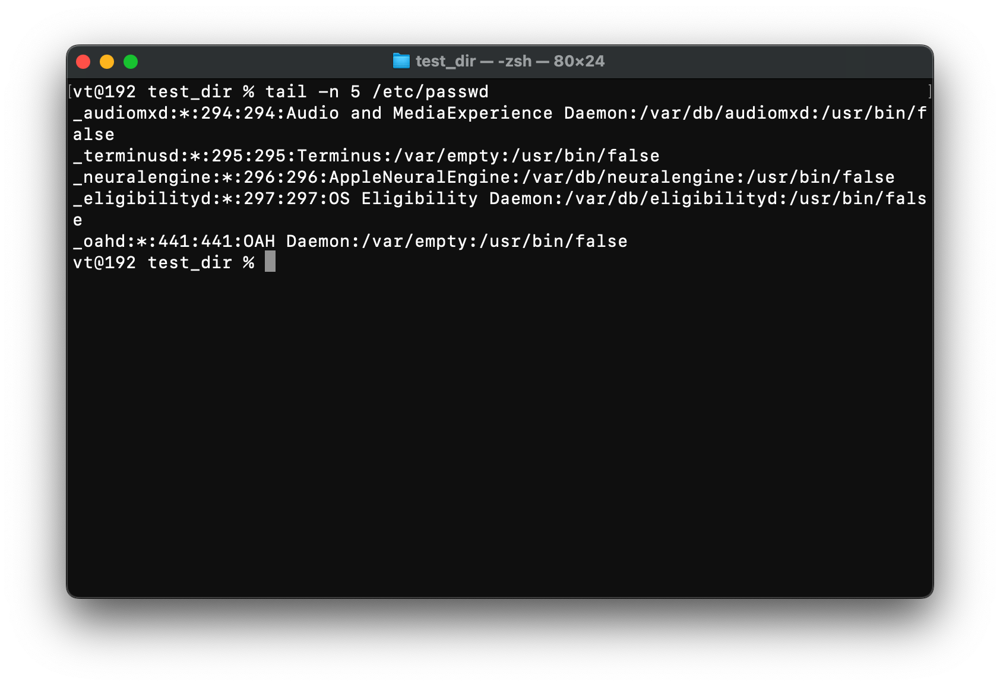 test_dir — -zsh — 80×24
[vt@192 test_dir % tail -n 5 /etc/passwd ]
_audiomxd:*:294:294:Audio and MediaExperience Daemon:/var/db/audiomxd:/usr/bin/f
alse
_terminusd:*:295:295:Terminus:/var/empty:/usr/bin/false
_neuralengine:*:296:296:AppleNeuralEngine:/var/db/neuralengine:/usr/bin/false
_eligibilityd:*:297:297:OS Eligibility Daemon:/var/db/eligibilityd:/usr/bin/fals
e
_oahd:*:441:441:OAH Daemon:/var/empty:/usr/bin/false
vt@192 test_dir %